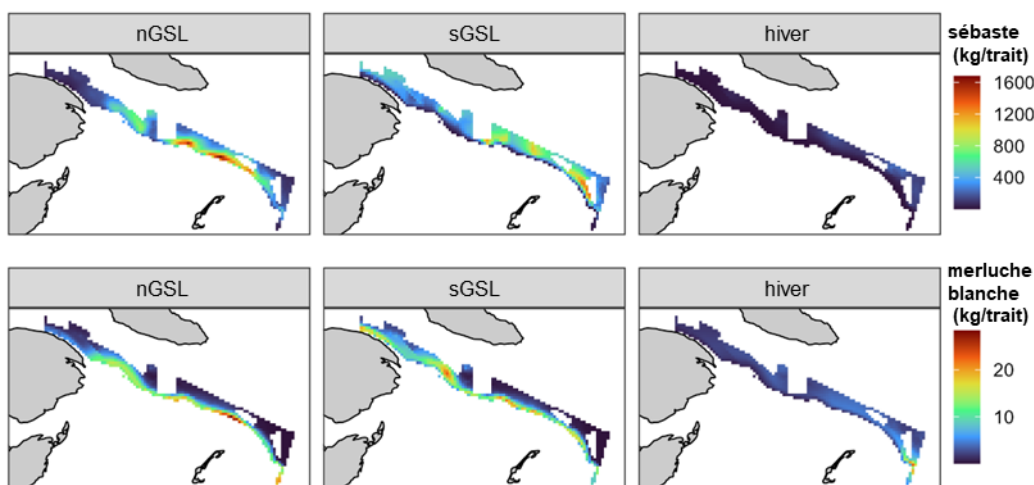 nGSL
sGSL
hiver
sébaste
(kg/trait)
1600
1200
800
400
nGSL
sGSL
hiver
merluche
blanche
(kg/trait)
20
10